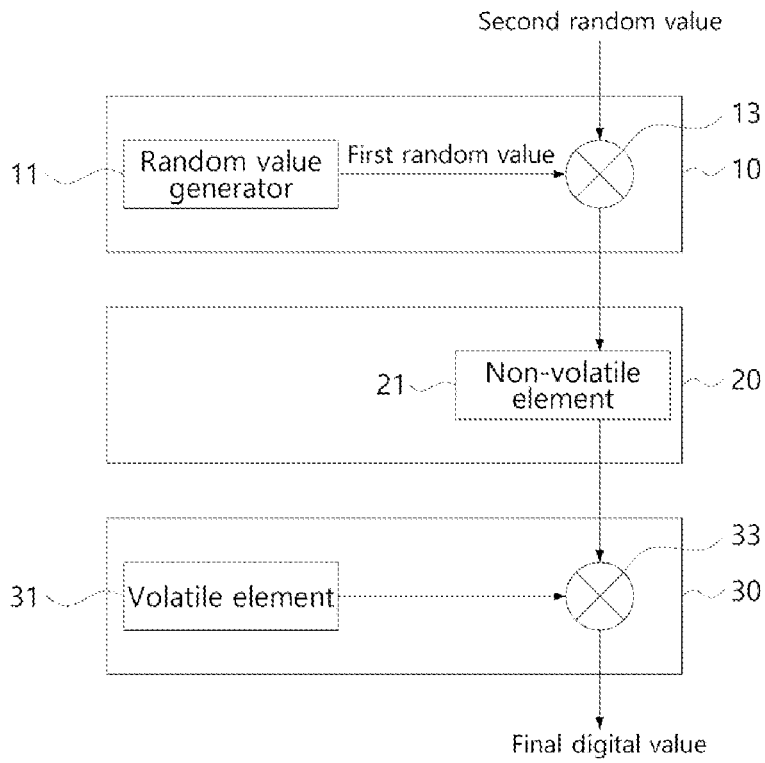 Second random value
13
Random value
generator
First random value
11
10
Non-volatile
element
21
20
33
Volatile element
31
30
Final digital value